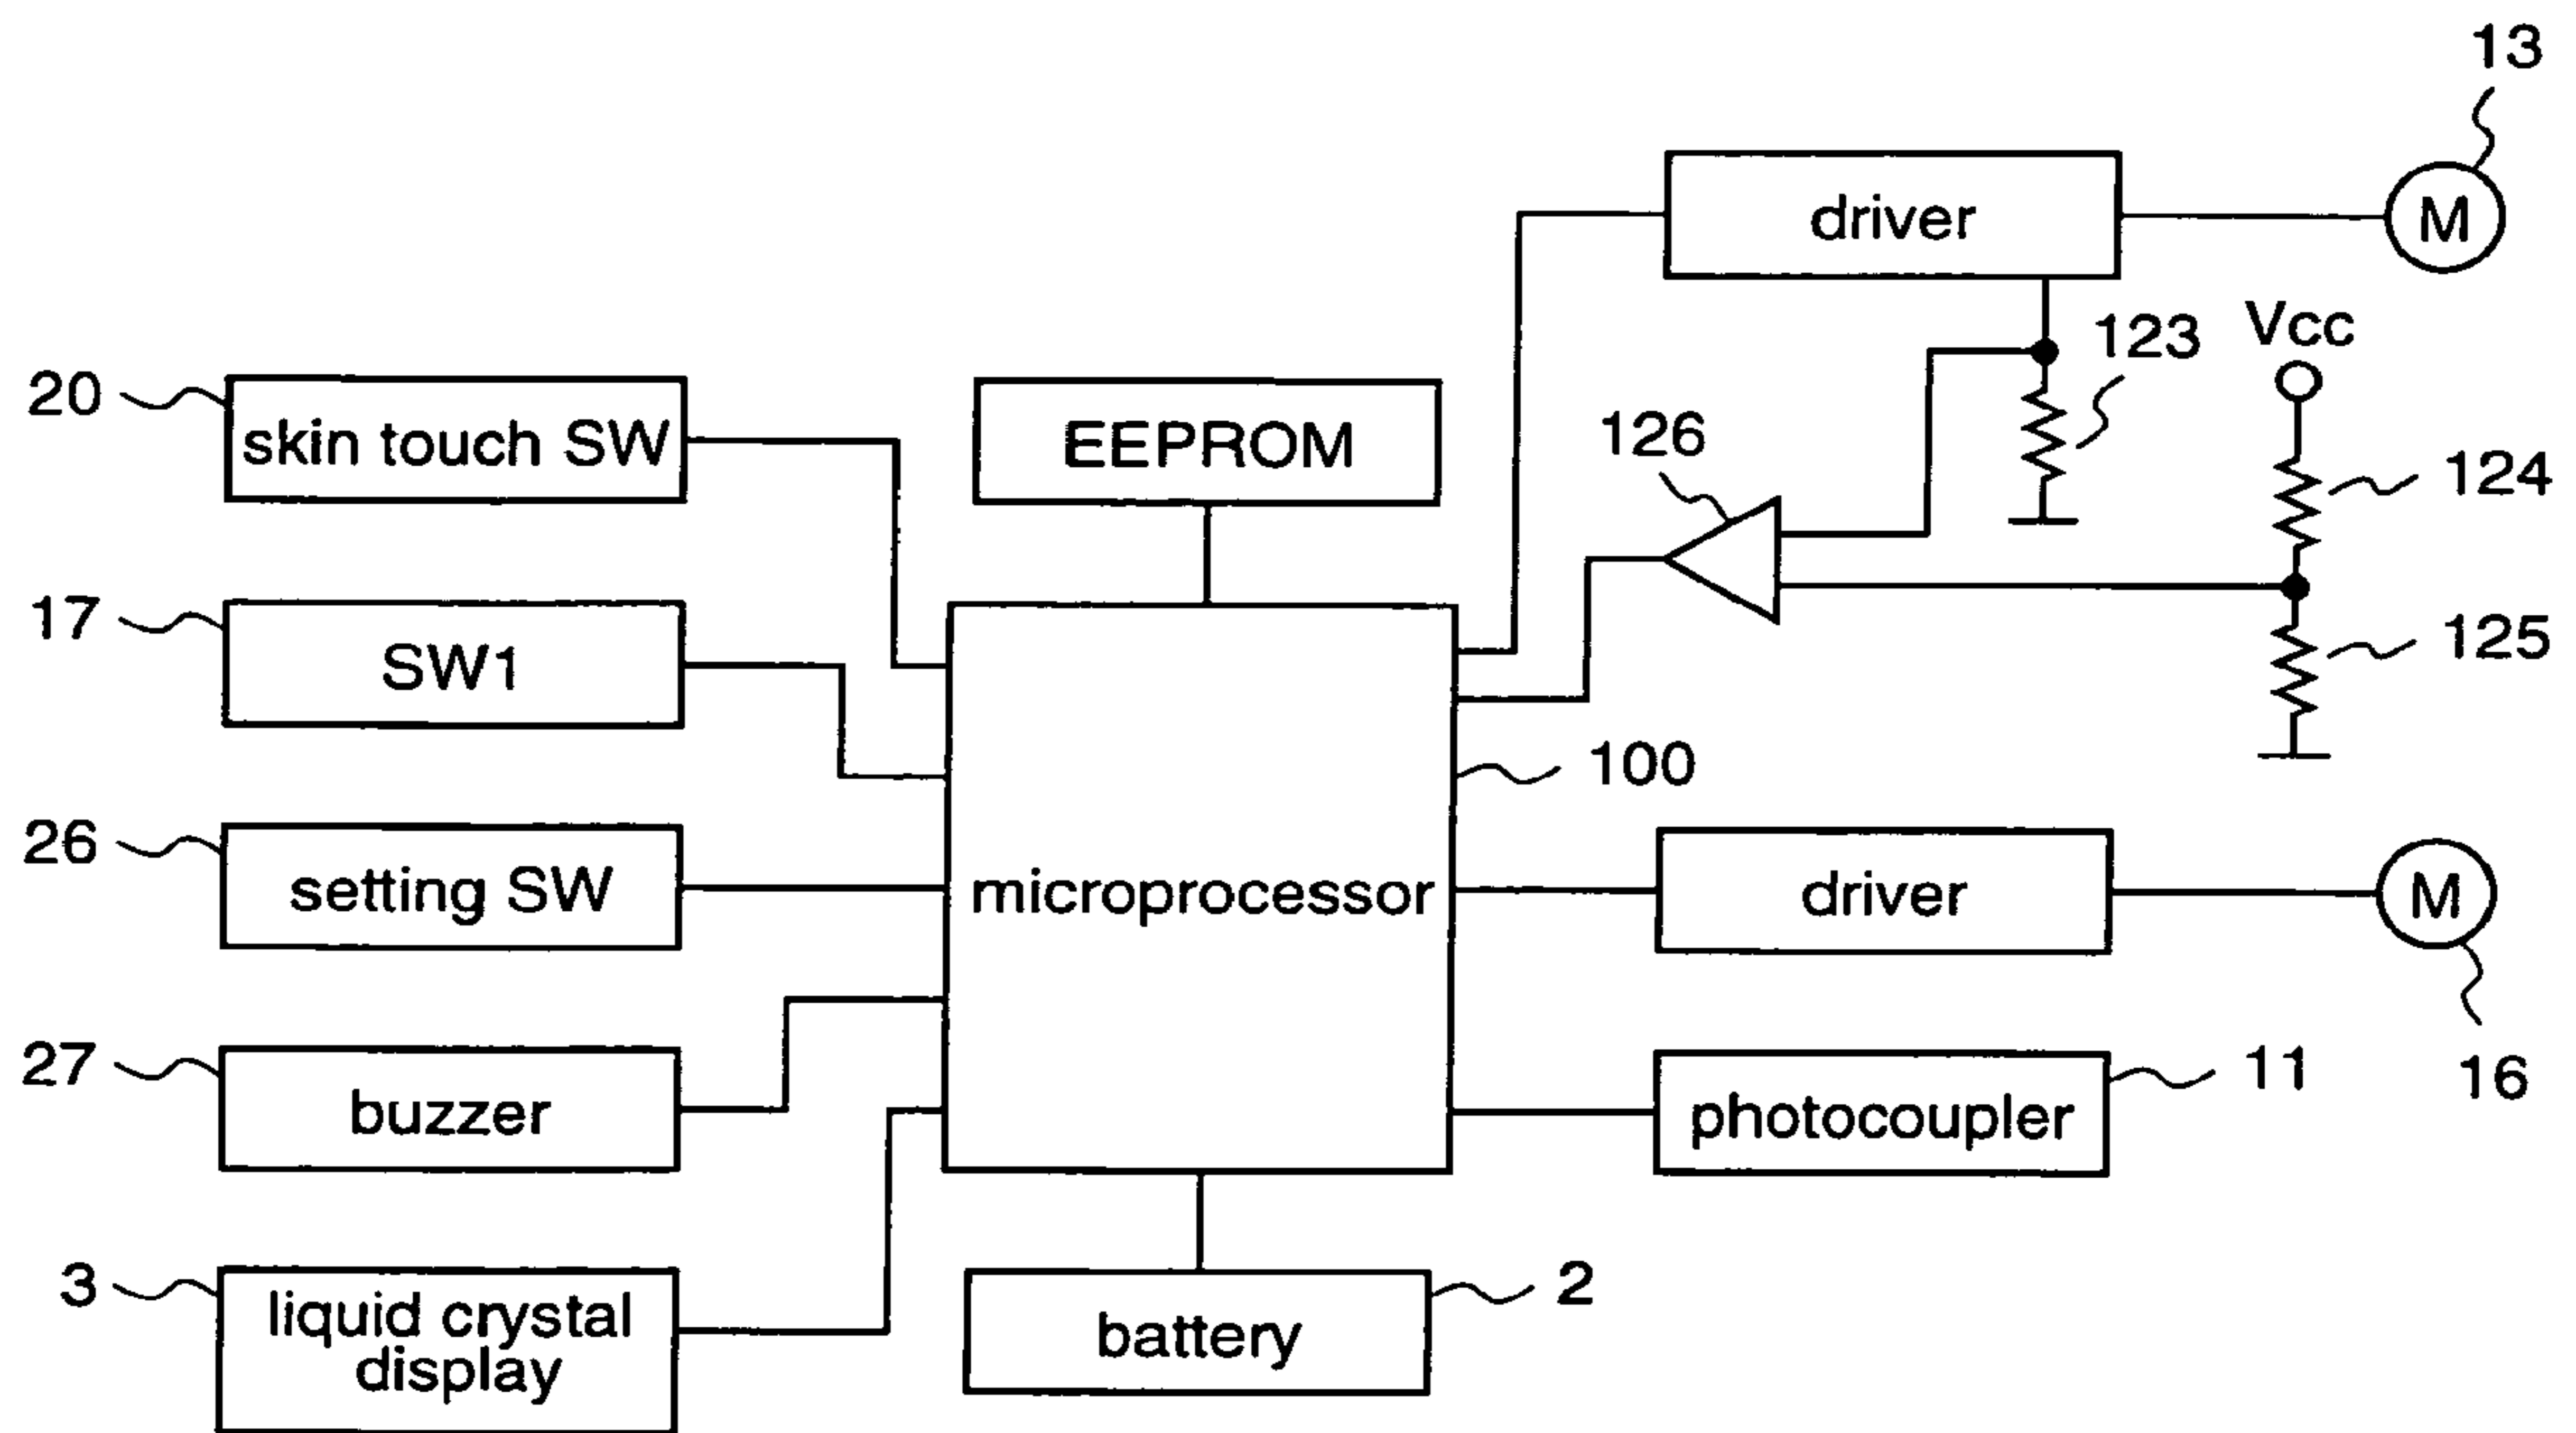 13
driver
M
Vcc
123
20
skin touch SW
EEPROM
126
124
17
SW1
125
100
26
setting SW
microprocessor
driver
M
27
buzzer
photocoupler
11
16
3
liquid crystal
display
battery
2